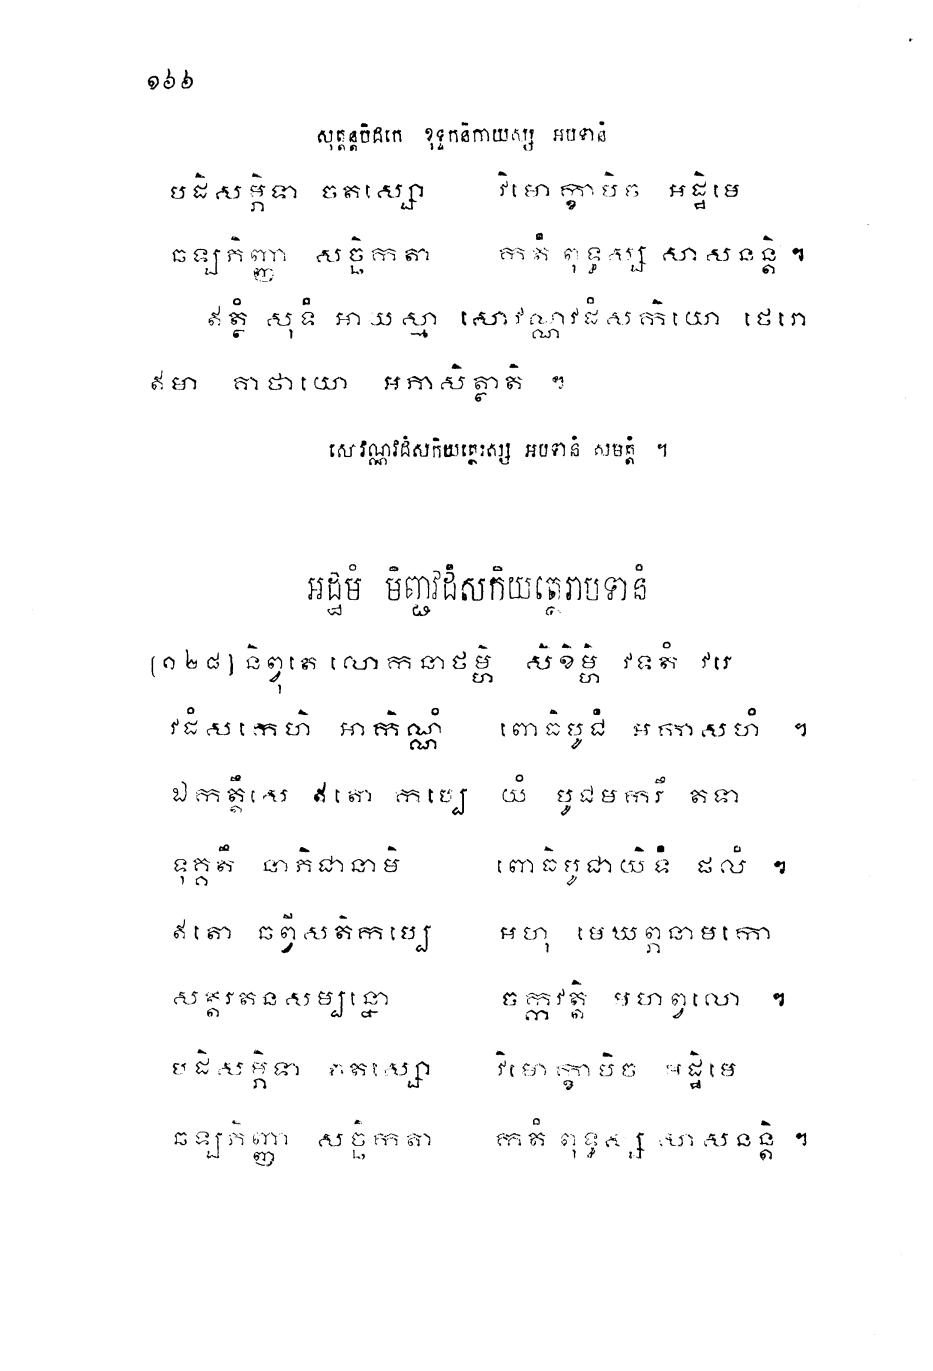 ១៦៦
សុត្តន្តបិដកេ ខុទ្ទកនិកាយស្ស អបទានំ
បដិសម្ភិទា ចតស្សោ វិមោក្ខាបិច អដ្ឋិមេ
ឆឡភិញ្ញា សច្ឆិកតា កតំ ពុទ្ធស្ស សាសនន្តិ ។
ឥត្ថំ សុទំ អាយស្មា សោវណ្ណវដំសកិយោ ថេរោ
ឥមា គាថាយោ អភាសិត្ថាតិ ។
សោវណ្ណវដំសកិយត្ថេរស្ស អបទានំ សមត្តំ ។
អដ្ឋមំ មិញ្ជវដំសកិយត្ថេរាបទានំ
[១២៨] និព្វុតេ លោកនាថម្ហិ សិខិម្ហិ វទតំ វរេ
វដំសកេហិ អាកិណ្ណំ ពោធិបូជំ អកាសហំ ។
ឯកត្តឹសេ ឥតោ កប្បេ យំ បូជមករឹ តទា
ទុគ្គតឹ នាភិជានាមិ ពោធិបូជាយិទំ ផលំ ។
ឥតោ ឆព្វីសតិកប្បេ អហុ មេឃព្ភនាមកោ
សត្តរតនសម្បន្នោ ចក្កវត្តិ មហព្វលោ ។
បដិសម្ភិទា ចតស្សោ វិមោក្ខាបិច អដ្ឋិមេ
ឆឡភិញ្ញា សច្ឆិកតា កតំ ពុទ្ធស្ស សាសនន្តិ ។